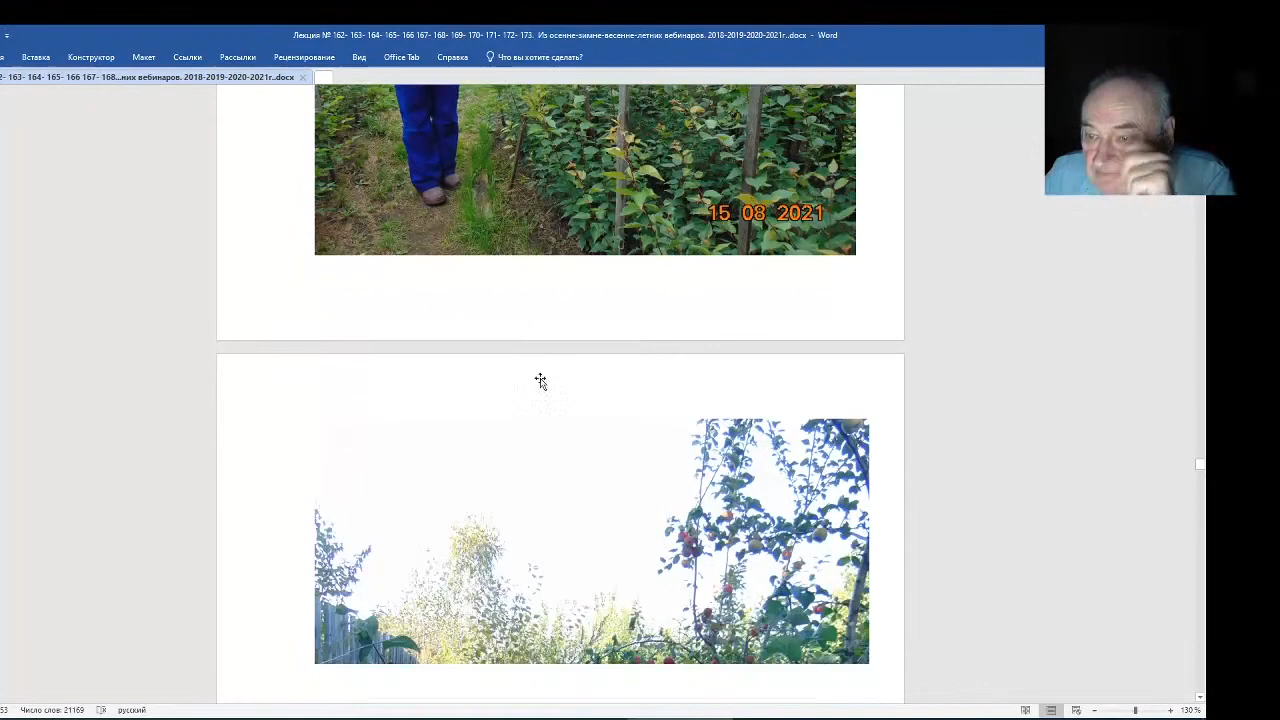 Лекция № 162- 163- 164- 165- 166 167- 168- 169- 170- 171- 172- 173. Из осенне-зимне-весенне-летних вебинаров. 2018-2019-2020-2021г..docx - Word
Вставка Конструктор Макет Ссылки Рассылки Рецензирование Вид Office Tab Справка Что вы хотите сделать?
2- 163- 164- 165- 166 167- 168...них вебинаров. 2018-2019-2020-2021г..docx
15 08 2021
53 Число слов: 21169 русский 130 %